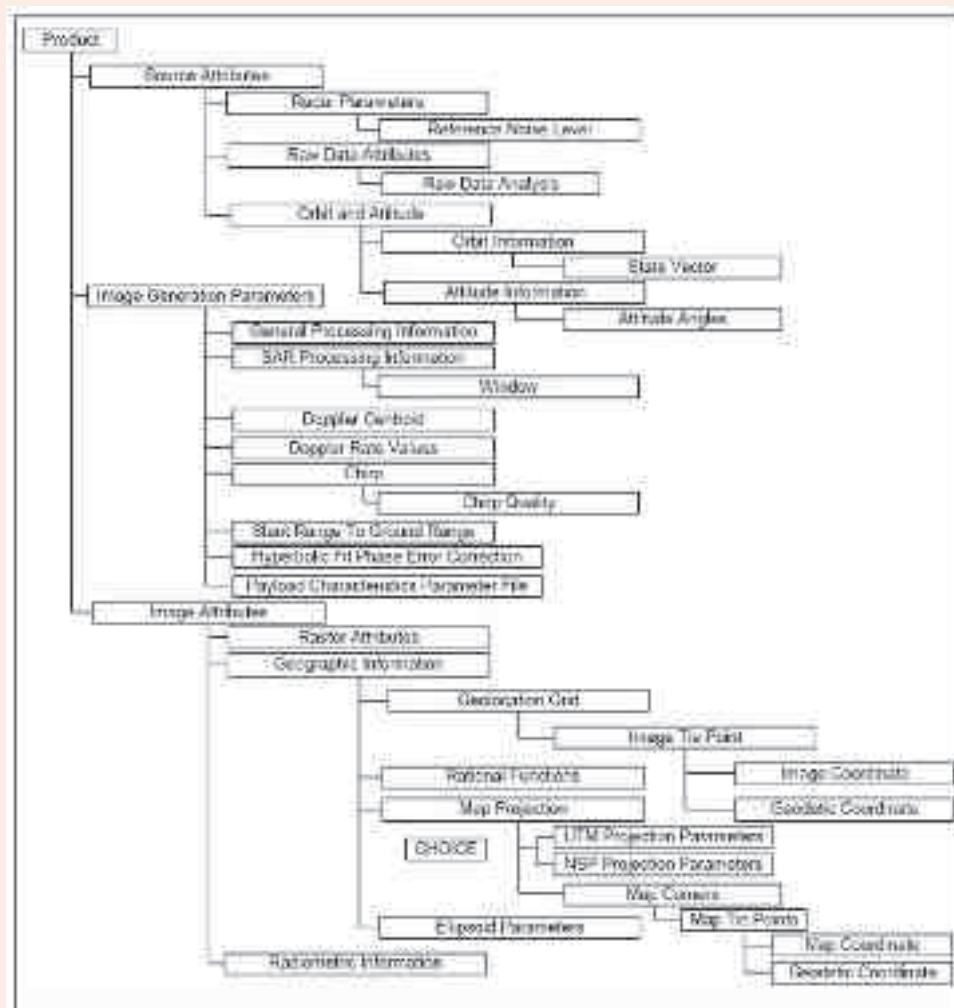 Product
Source Attributes
Radar Parameters
Reference Noise Level
Raw Data Attributes
Raw Data Analysis
Orbit and Attitude
Orbit Information
State Vector
Image Generation Parameters
Attitude Information
Attitude Angles
General Processing Information
SAR Processing Information
Window
Doppler Centroid
Doppler Rate Values
Chirp
Chirp Quality
Slant Range To Ground Range
Hyperbolic Fit Phase Error Correction
Payload Characteristics Parameter File
Image Attributes
Raster Attributes
Geographic Information
Geolocation Grid
Image Tie Point
Rational Functions
Image Coordinate
Map Projection
Geodetic Coordinate
CHOICE
UTM Projection Parameters
NSP Projection Parameters
Map Corners
Map Tie Points
Ellipsoid Parameters
Map Coordinate
Radiometric Information
Geodetic Coordinate